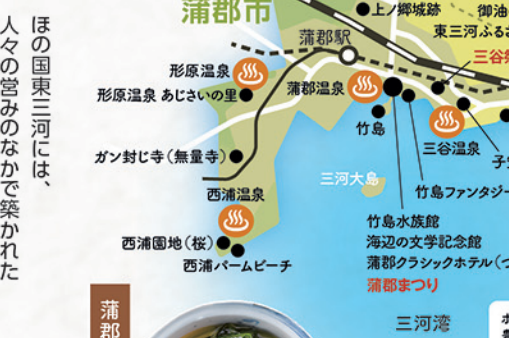 ほの国東三河には、
人々の営みのなかで築かれた
蒲郡市
上ノ郷城跡
御油
東三河ふるさ
蒲郡駅
三谷祭
形原温泉
形原温泉 あじさいの里
蒲郡温泉
竹島
三谷温泉
ガン封じ寺(無量寺)
三河大島
竹島ファンタジー
西浦温泉
竹島水族館
海辺の文学記念館
蒲郡クラシックホテル(つ
蒲郡まつり
西浦園地(桜)
西浦パームビーチ
三河湾
蒲郡